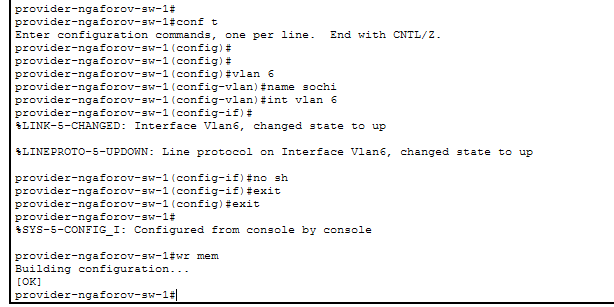 provider-ngaforov-sw-1#
provider-ngaforov-sw-1#conf t
Enter configuration commands, one per line.  End with CNTL/Z.
provider-ngaforov-sw-1(config)#
provider-ngaforov-sw-1(config)#
provider-ngaforov-sw-1(config)#vlan 6
provider-ngaforov-sw-1(config-vlan)#name sochi
provider-ngaforov-sw-1(config-vlan)#int vlan 6
provider-ngaforov-sw-1(config-if)#
%LINK-5-CHANGED: Interface Vlan6, changed state to up

%LINEPROTO-5-UPDOWN: Line protocol on Interface Vlan6, changed state to up

provider-ngaforov-sw-1(config-if)#no sh
provider-ngaforov-sw-1(config-if)#exit
provider-ngaforov-sw-1(config)#exit
provider-ngaforov-sw-1#
%SYS-5-CONFIG_I: Configured from console by console

provider-ngaforov-sw-1#wr mem
Building configuration...
[OK]
provider-ngaforov-sw-1#